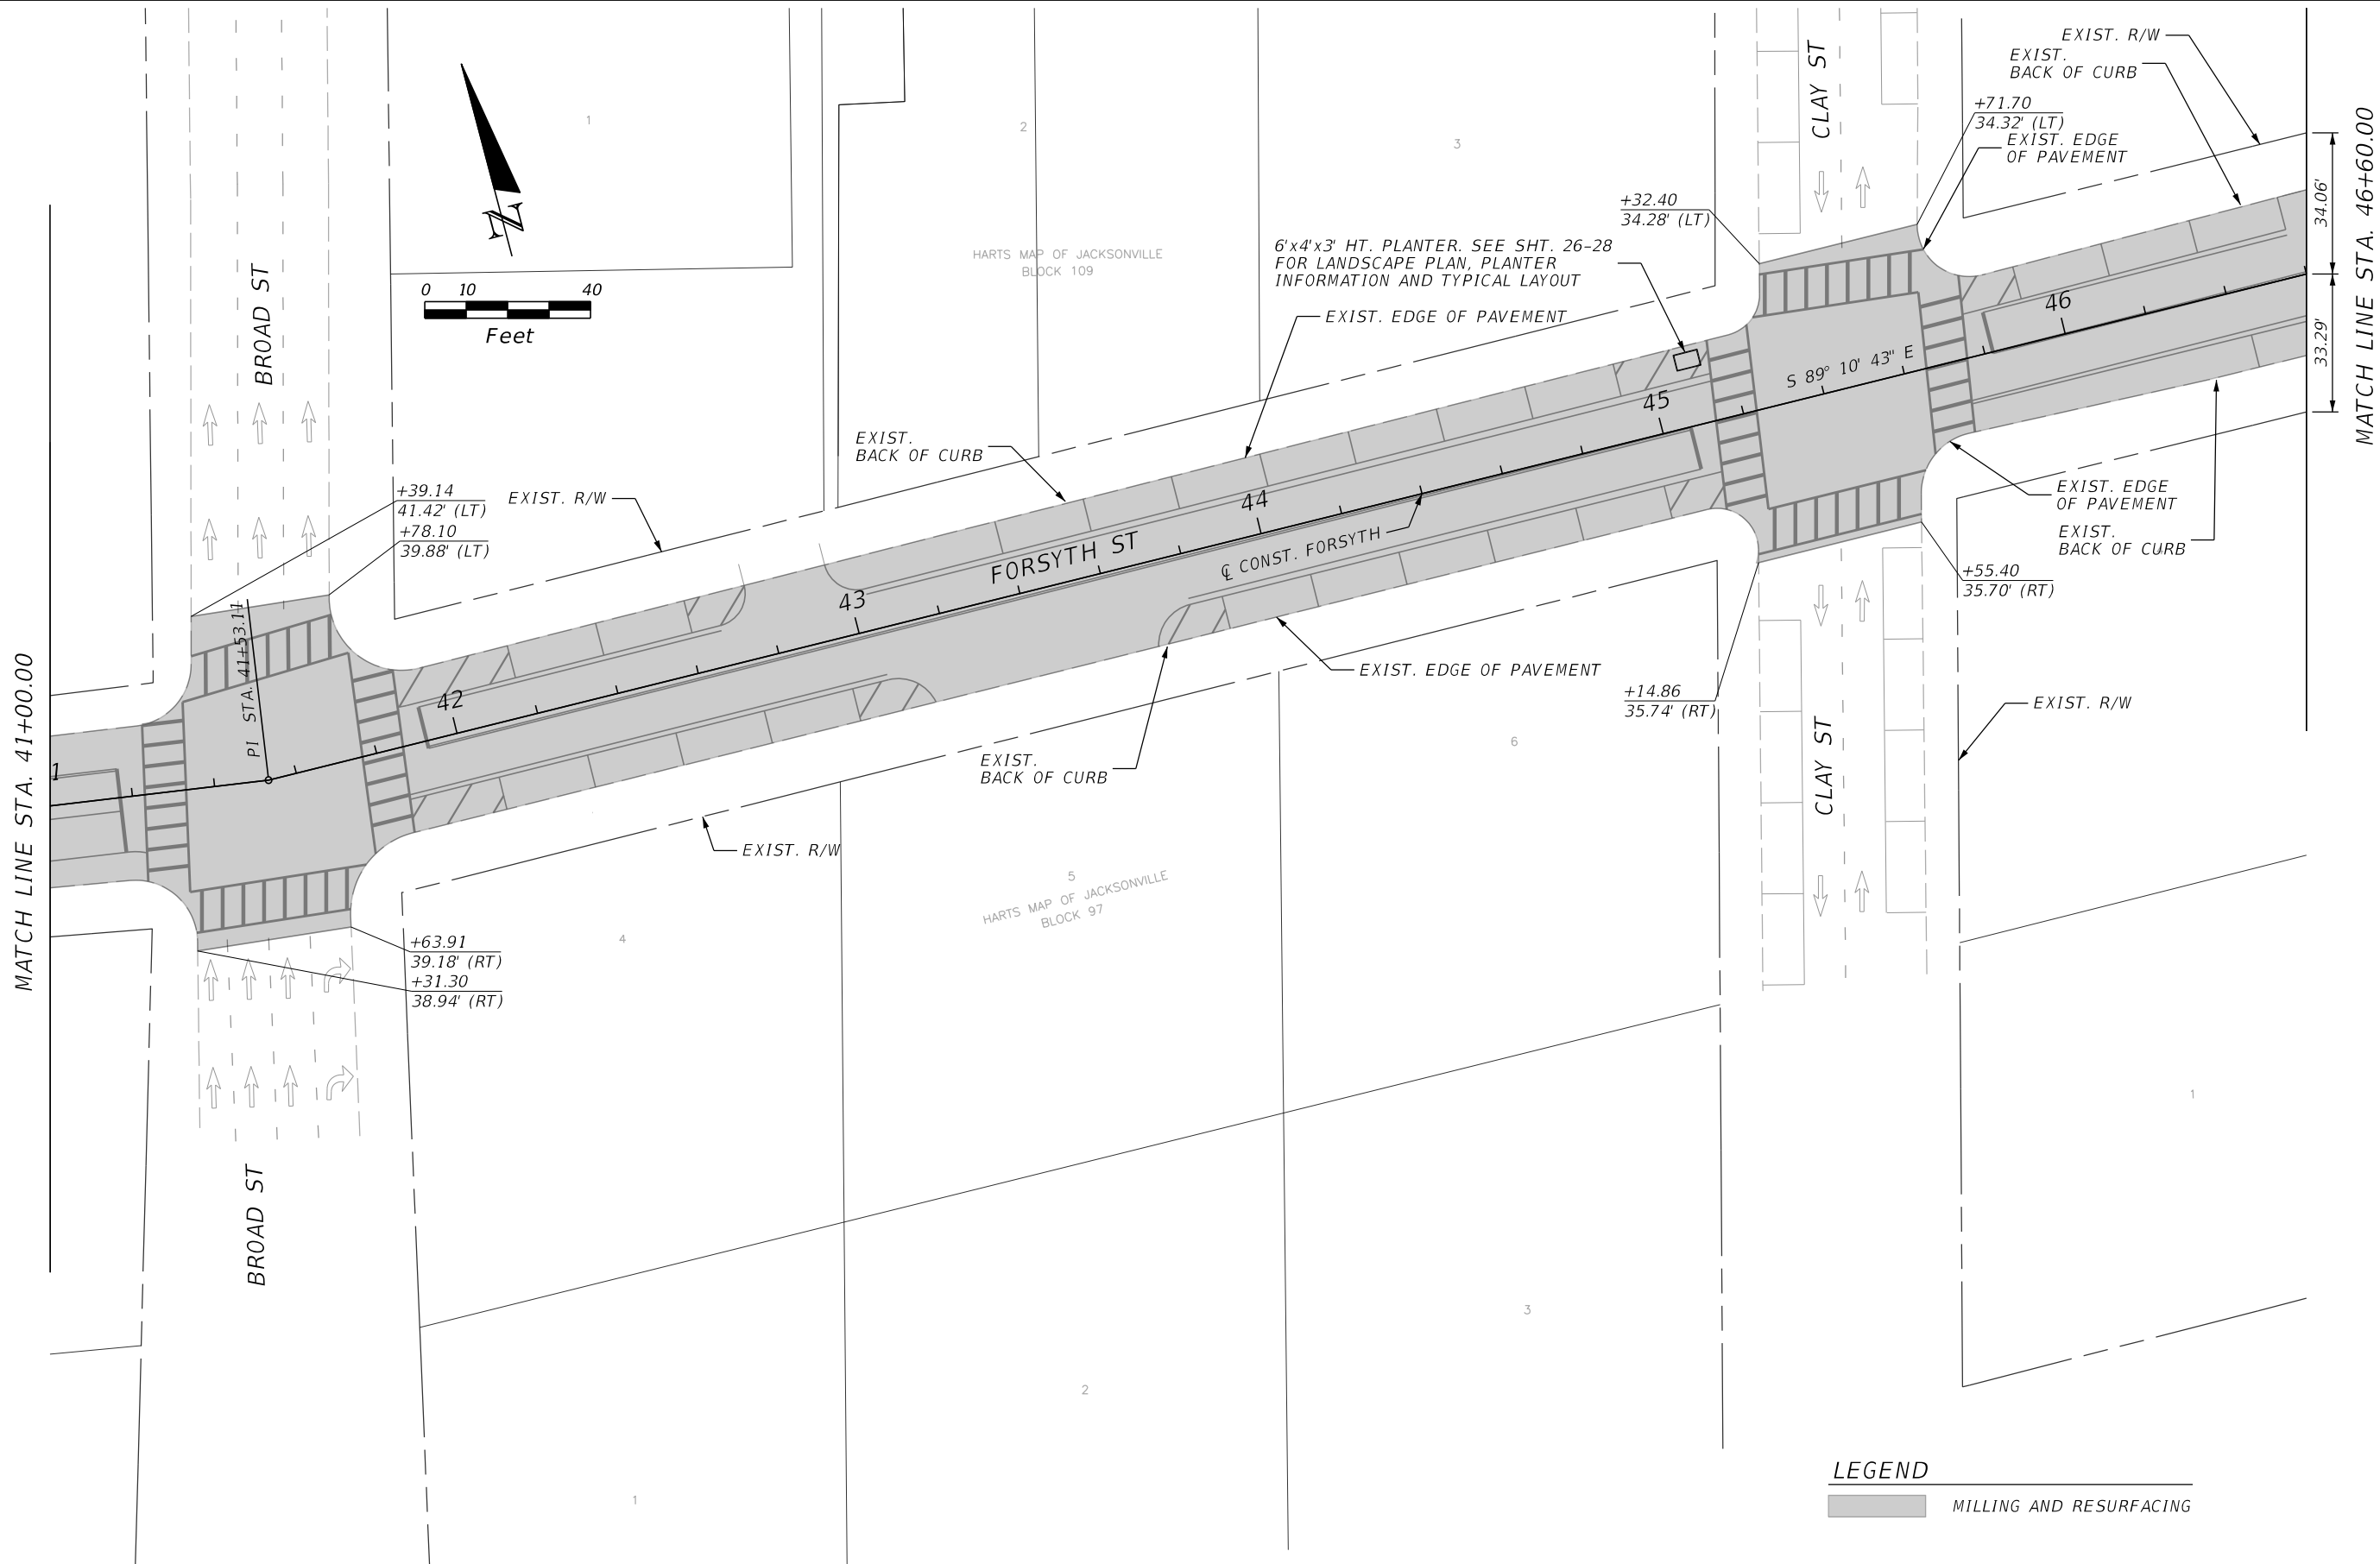 EXIST. R/W
EXIST.
BACK OF CURB
+71.70
34.32' (LT)
EXIST. EDGE
OF PAVEMENT
CLAY ST
MATCH LINE STA. 46+60.00
34.06'
33.29'
1
2
3
N
HARTS MAP OF JACKSONVILLE
BLOCK 109
+32.40
34.28' (LT)
6'x4'x3' HT. PLANTER. SEE SHT. 26-28
FOR LANDSCAPE PLAN, PLANTER
INFORMATION AND TYPICAL LAYOUT
EXIST. EDGE OF PAVEMENT
BROAD ST
0 10 40
Feet
46
S 89° 10' 43" E
45
EXIST.
BACK OF CURB
+39.14
41.42' (LT)
EXIST. R/W
+78.10
39.88' (LT)
44
FORSYTH ST
℄ CONST. FORSYTH
43
42
1
PI STA. 41+53.11
MATCH LINE STA. 41+00.00
EXIST. EDGE
OF PAVEMENT
EXIST.
BACK OF CURB
+55.40
35.70' (RT)
EXIST. EDGE OF PAVEMENT
+14.86
35.74' (RT)
EXIST. R/W
EXIST.
BACK OF CURB
CLAY ST
6
EXIST. R/W
5
HARTS MAP OF JACKSONVILLE
BLOCK 97
4
+63.91
39.18' (RT)
+31.30
38.94' (RT)
BROAD ST
1
3
2
1
LEGEND
MILLING AND RESURFACING